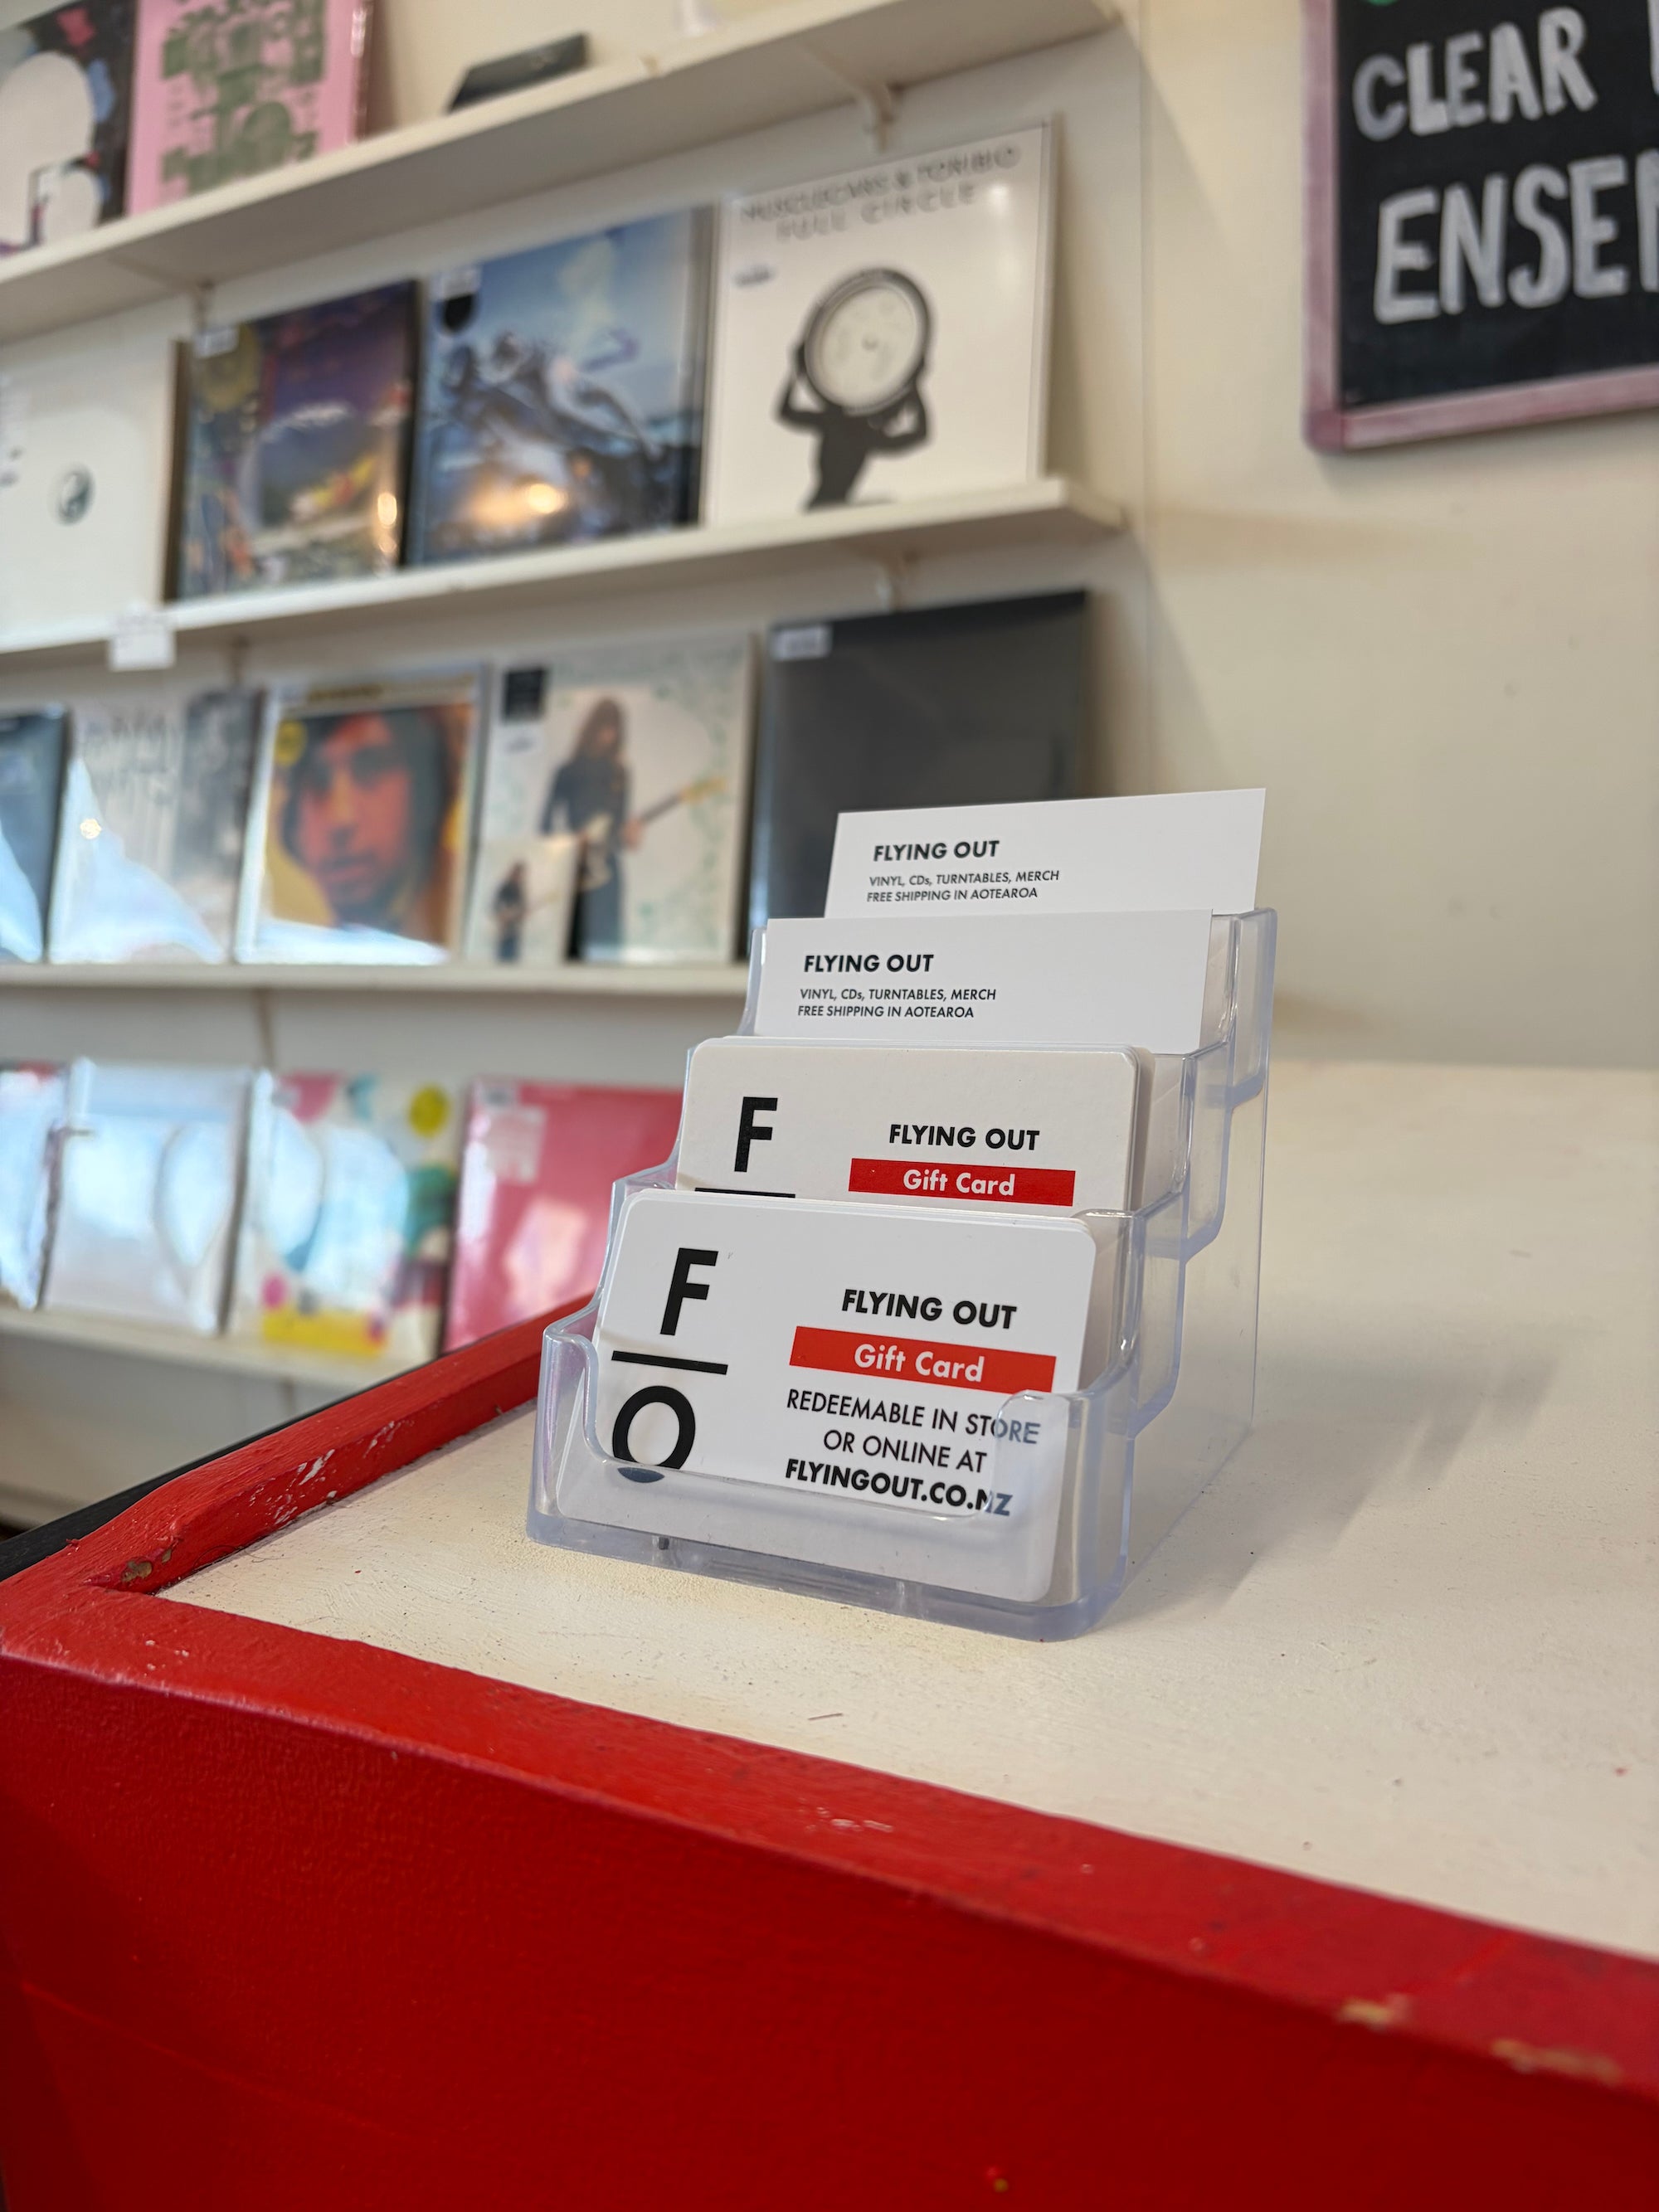 CLEAR
MUSCLECARS & TORIBIO
FULL CIRCLE
FLYING OUT
VINYL, CDs, TURNTABLES, MERCH
FREE SHIPPING IN AOTEAROA
FLYING OUT
VINYL, CDs, TURNTABLES, MERCH
FREE SHIPPING IN AOTEAROA
F
FLYING OUT
Gift Card
F
O
FLYING OUT
Gift Card
REDEEMABLE IN STORE
OR ONLINE AT
FLYINGOUT.CO.NZ